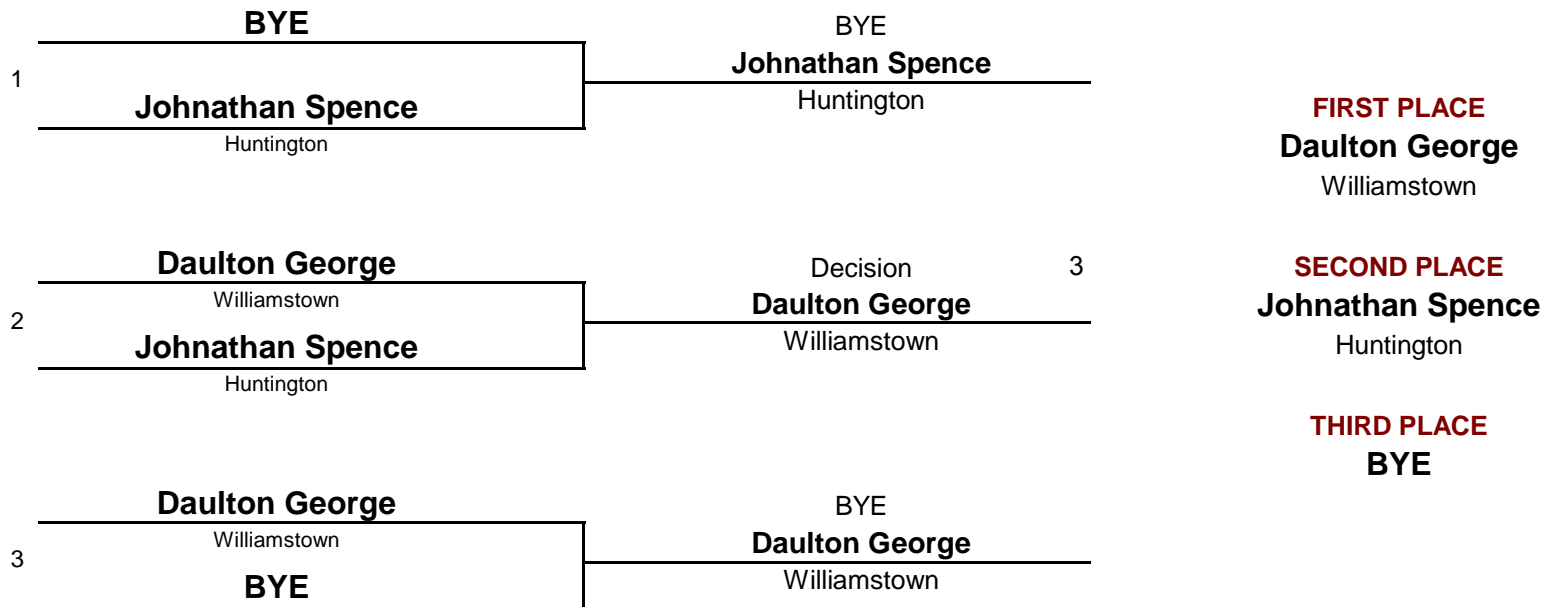 BYE
1
Johnathan Spence
Huntington
BYE
Johnathan Spence
Huntington
Daulton George
Williamstown
2
Johnathan Spence
Huntington
Decision 3
Daulton George
Williamstown
Daulton George
Williamstown
3
BYE
BYE
Daulton George
Williamstown
FIRST PLACE
Daulton George
Williamstown
SECOND PLACE
Johnathan Spence
Huntington
THIRD PLACE
BYE